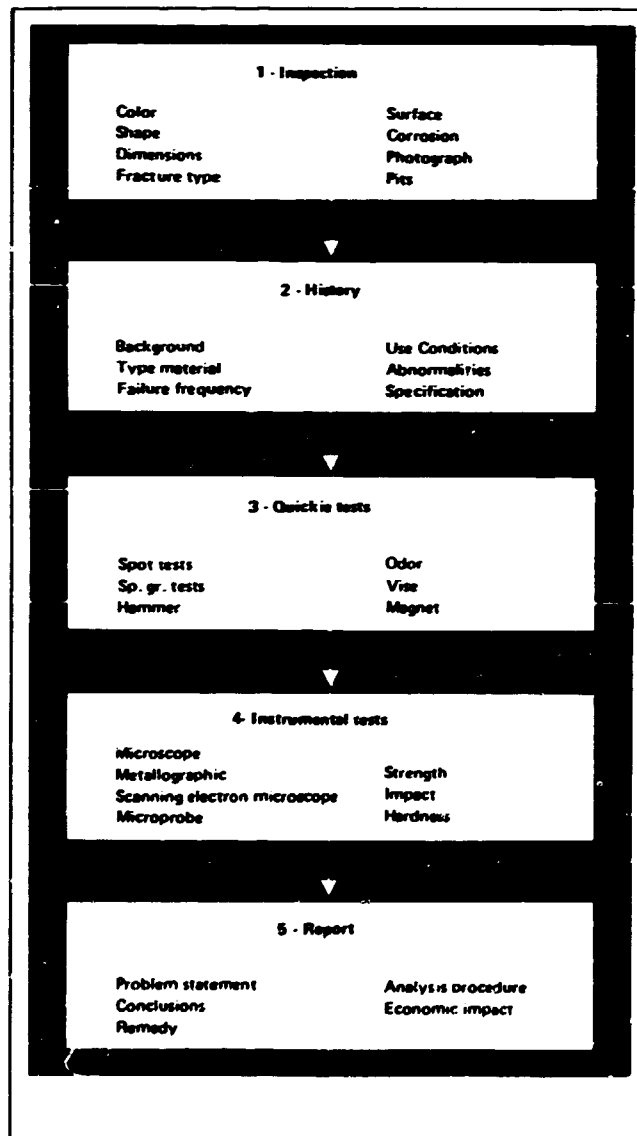 1 - Inspection
Color
Shape
Dimensions
Fracture type
Surface
Corrosion
Photograph
Pits
2 - History
Background
Type material
Failure frequency
Use Conditions
Abnormalities
Specification
3 - Quickie tests
Spot tests
Sp. gr. tests
Hammer
Odor
Vise
Magnet
4- Instrumental tests
Microscope
Metallographic
Scanning electron microscope
Microprobe
Strength
Impact
Hardness
5 - Report
Problem statement
Conclusions
Remedy
Analysis procedure
Economic impact